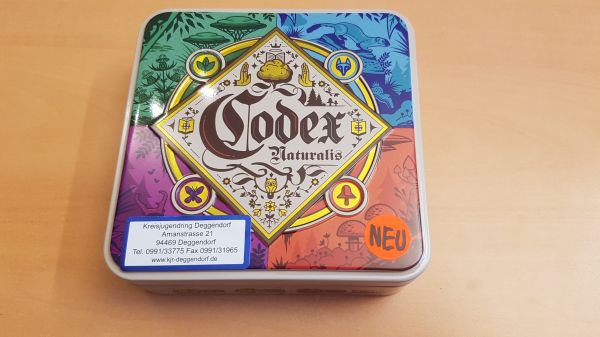 Codex
Naturalis
Kreisjugendring Deggendorf
Amanstrasse 21
94469 Deggendorf
Tel. 0991/33775 Fax 0991/31965
www.kjr-deggendorf.de
NEU